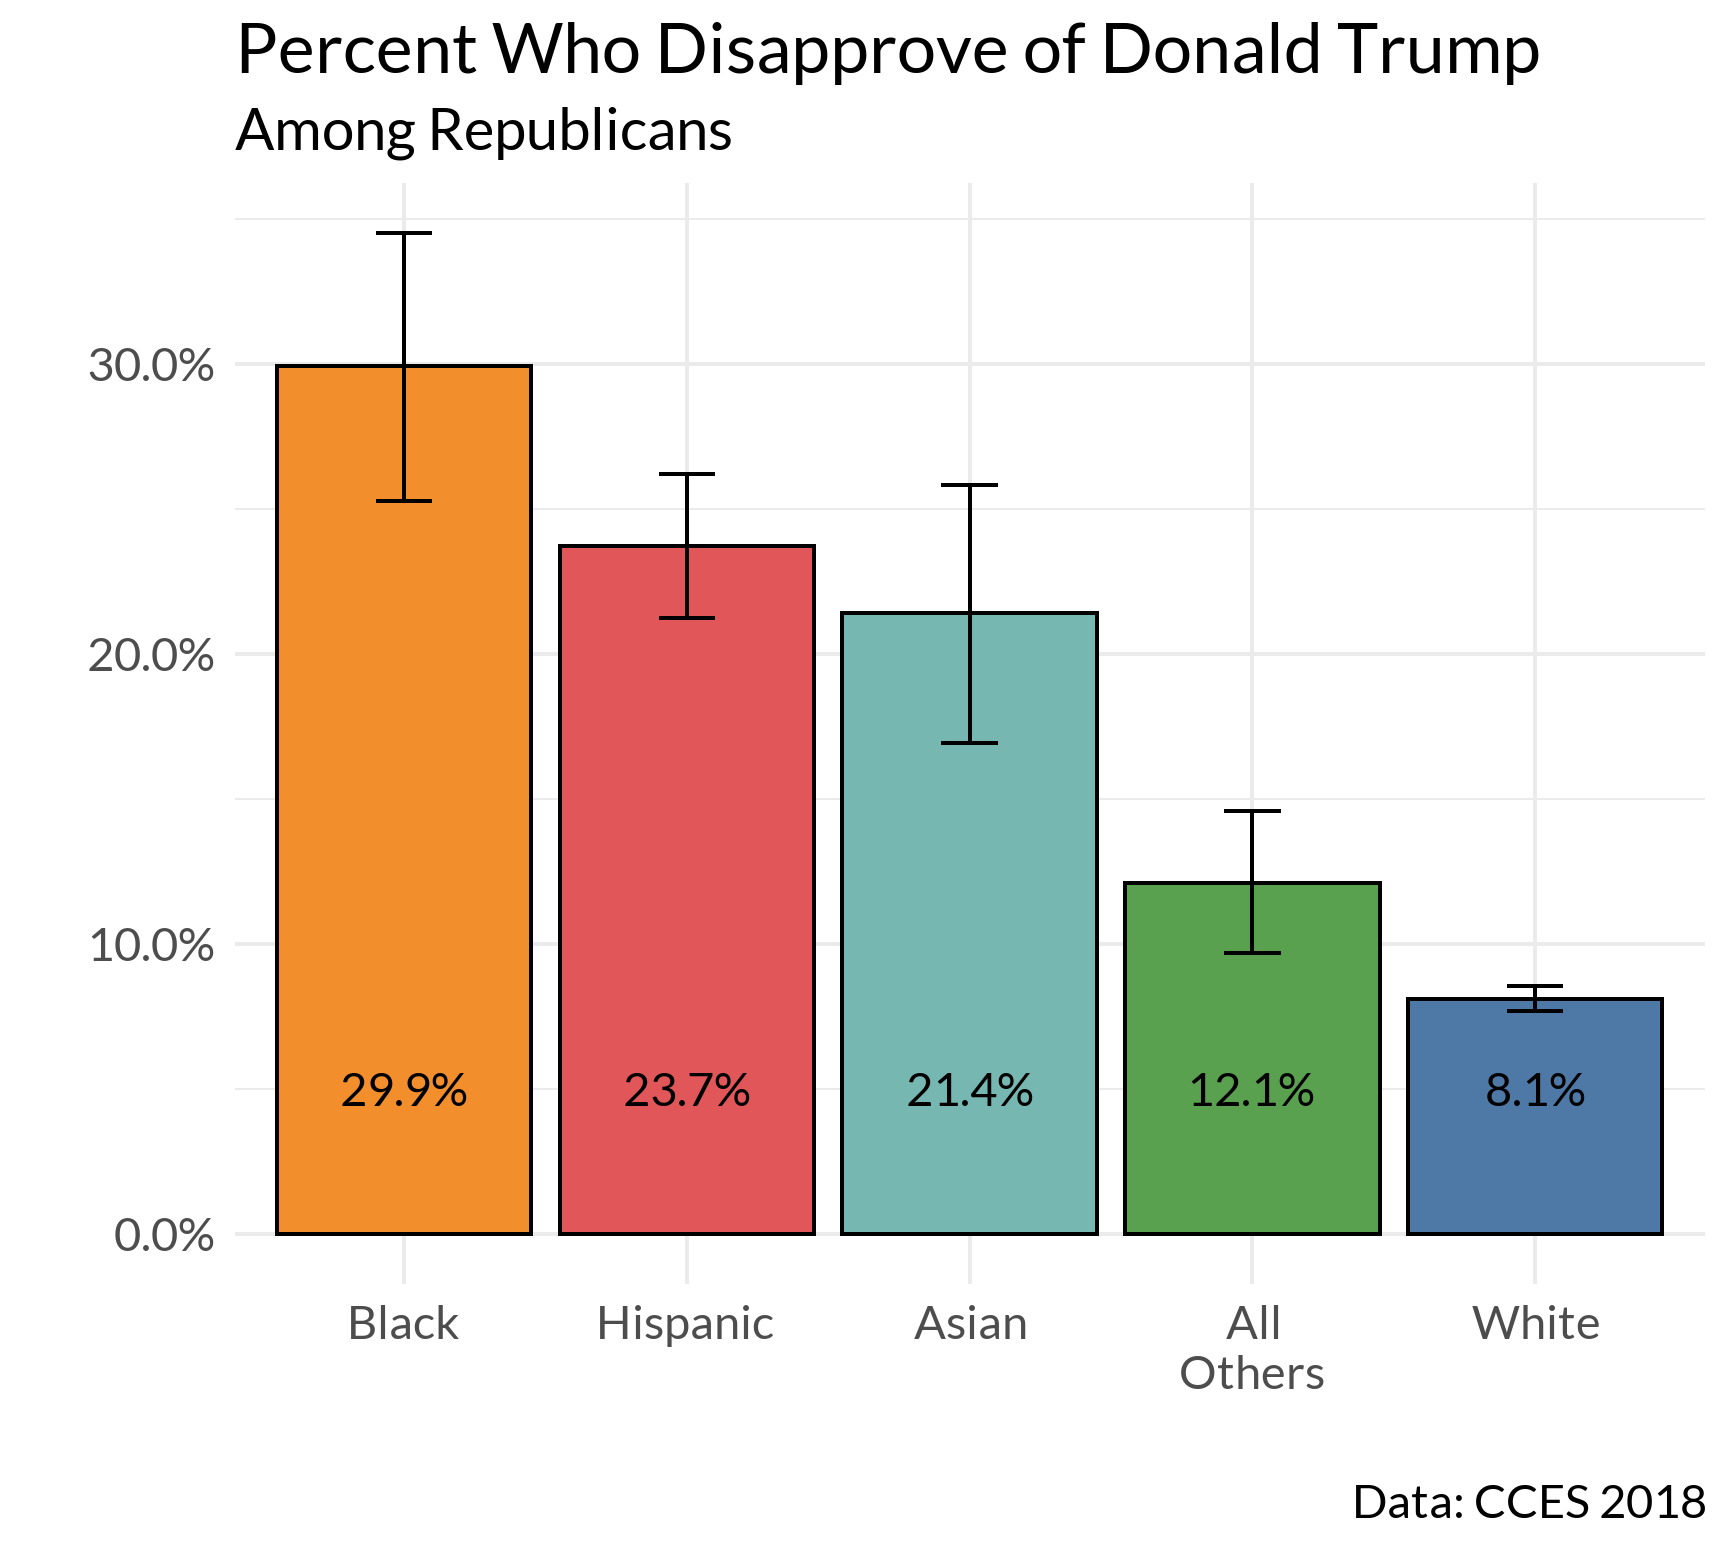 Percent Who Disapprove of Donald Trump
Among Republicans
30.0%
20.0%
10.0%
0.0%
29.9%
23.7%
21.4%
12.1%
8.1%
Black
Hispanic
Asian
All
Others
White
Data: CCES 2018